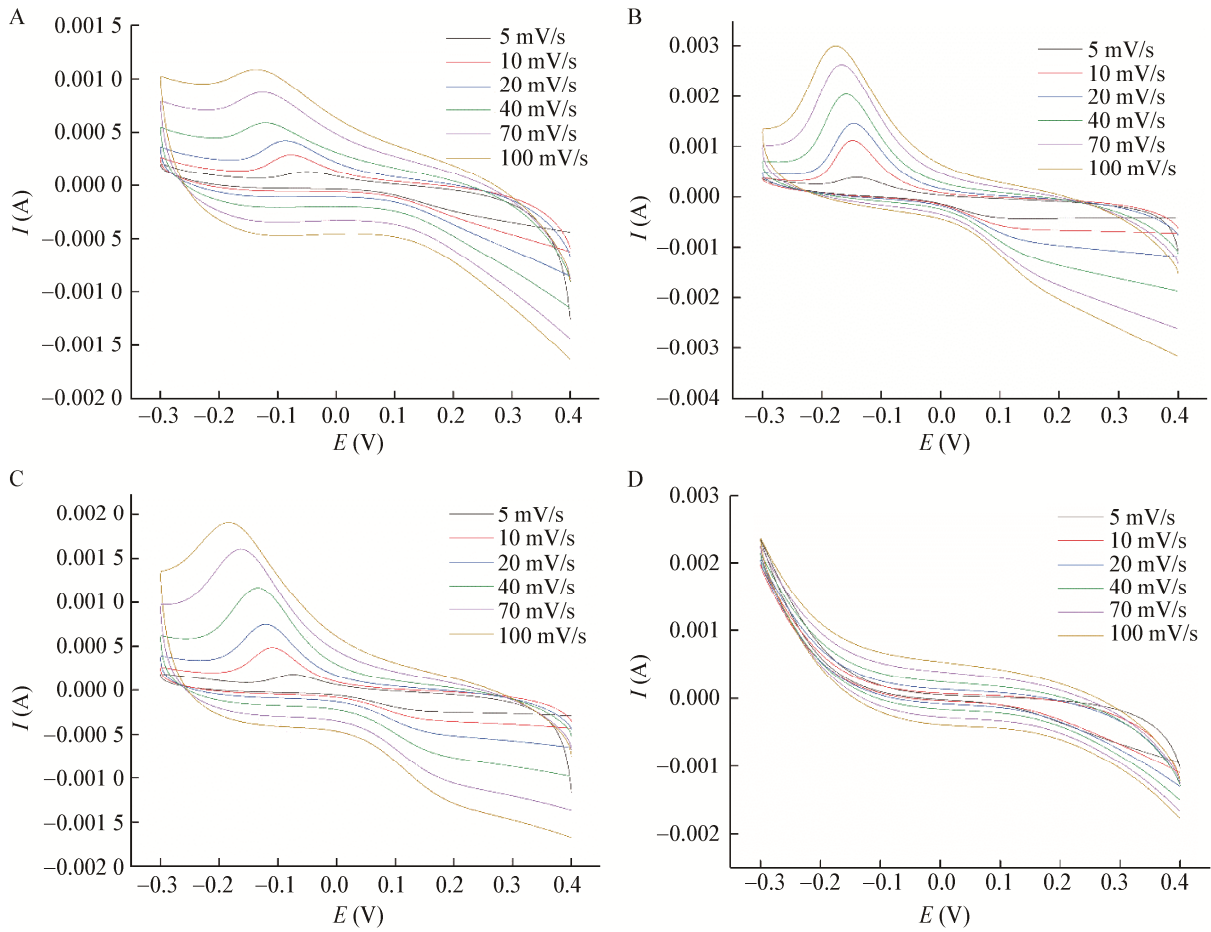 A
0.001 5
0.001 0
0.000 5
0.000 0
–0.000 5
–0.001 0
–0.001 5
–0.002 0
I (A)
–0.3 –0.2 –0.1 0.0 0.1 0.2 0.3 0.4
E (V)
5 mV/s
10 mV/s
20 mV/s
40 mV/s
70 mV/s
100 mV/s
B
0.003
0.002
0.001
0.000
–0.001
–0.002
–0.003
–0.004
I (A)
–0.3 –0.2 –0.1 0.0 0.1 0.2 0.3 0.4
E (V)
5 mV/s
10 mV/s
20 mV/s
40 mV/s
70 mV/s
100 mV/s
C
0.002 0
0.001 5
0.001 0
0.000 5
0.000 0
–0.000 5
–0.001 0
–0.001 5
–0.002 0
I (A)
–0.3 –0.2 –0.1 0.0 0.1 0.2 0.3 0.4
E (V)
5 mV/s
10 mV/s
20 mV/s
40 mV/s
70 mV/s
100 mV/s
D
0.003
0.002
0.001
0.000
–0.001
–0.002
I (A)
–0.3 –0.2 –0.1 0.0 0.1 0.2 0.3 0.4
E (V)
5 mV/s
10 mV/s
20 mV/s
40 mV/s
70 mV/s
100 mV/s